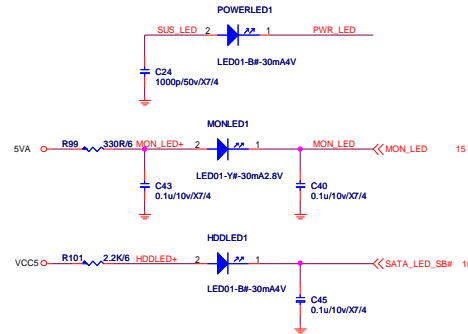 POWERLED1
SUS_LED 2 1 PWR_LED
LED01-B#-30mA4V
C24
1000p/50v/X7/4
MONLED1
5VA R99 330R/6 MON_LED+ 2 1 MON_LED MON_LED 15
LED01-Y#-30mA2.8V
C43 C40
0.1u/10v/X7/4 0.1u/10v/X7/4
HDDLED1
VCC5 R101 2.2K/6 HDDLED+ 2 1 SATA_LED_SB#
LED01-B#-30mA4V
C45
0.1u/10v/X7/4